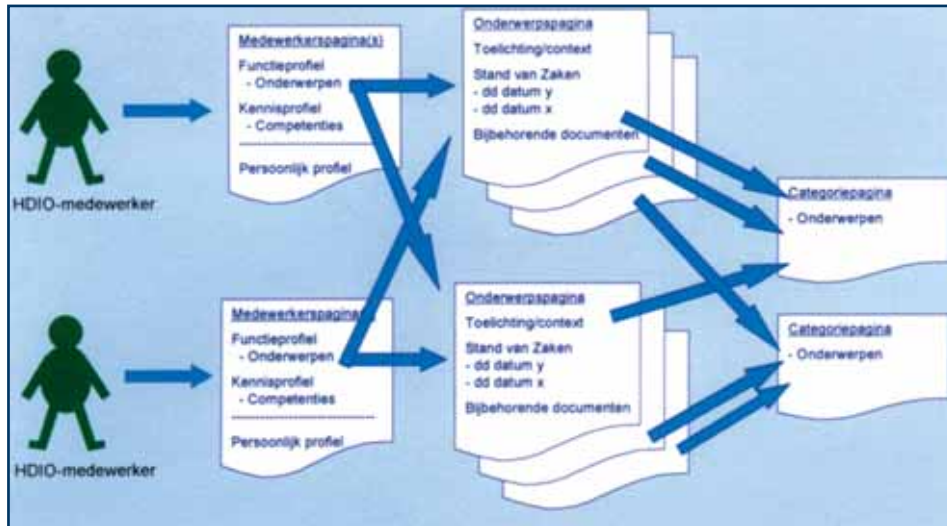 HDIO-medewerker
Medewerkerspagina(s)
Functieprofiel
- Onderwerpen
Kennisprofiel
- Competenties
Persoonlijk profiel
Onderwerpspagina
Toelichting/context
Stand van Zaken
- dd datum y
- dd datum x
Bijbehorende documenten
Categoriepagina
- Onderwerpen
HDIO-medewerker
Medewerkerspagina(s)
Functieprofiel
- Onderwerpen
Kennisprofiel
- Competenties
Persoonlijk profiel
Onderwerpspagina
Toelichting/context
Stand van Zaken
- dd datum y
- dd datum x
Bijbehorende documenten
Categoriepagina
- Onderwerpen